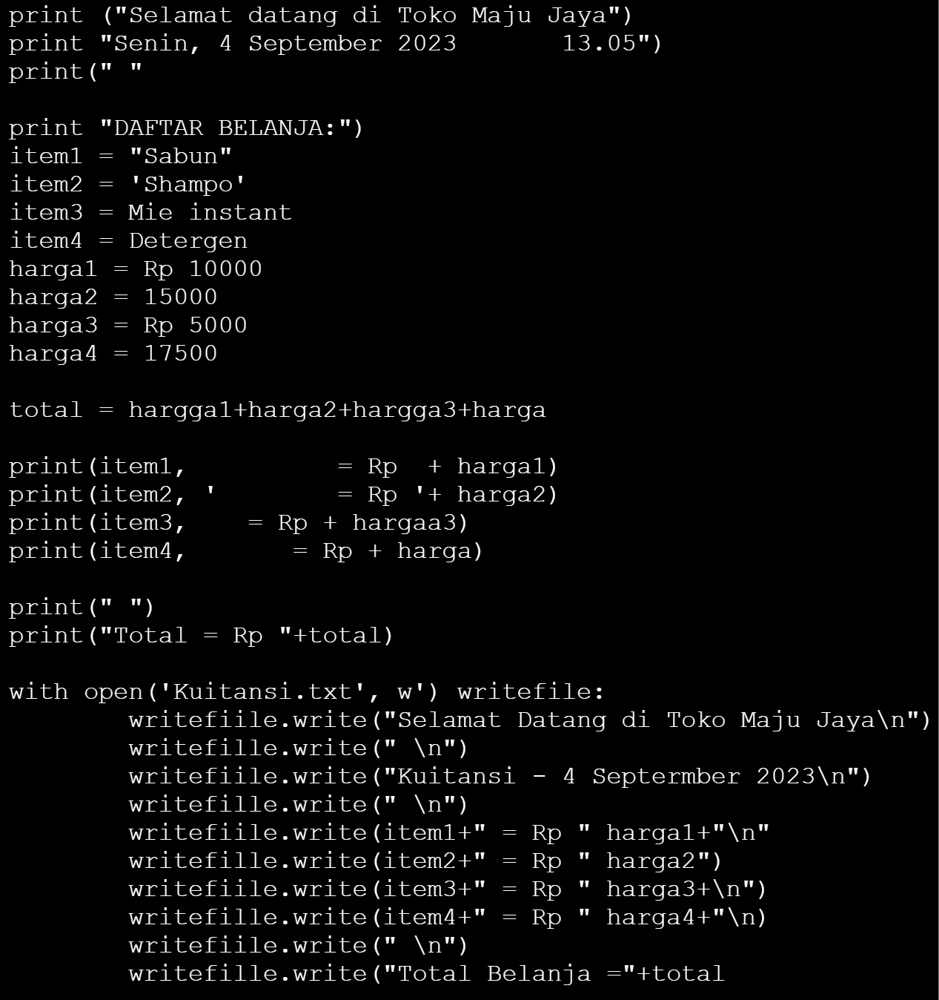 print ("Selamat datang di Toko Maju Jaya")
print "Senin, 4 September 2023       13.05")
print(" "
print "DAFTAR BELANJA:")
item1 = "Sabun"
item2 = 'Shampo'
item3 = Mie instant
item4 = Detergen
harga1 = Rp 10000
harga2 = 15000
harga3 = Rp 5000
harga4 = 17500
total = hargga1+harga2+hargga3+harga
print(item1,          = Rp  + harga1)
print(item2, '        = Rp '+ harga2)
print(item3,    = Rp + hargaa3)
print(item4,       = Rp + harga)
print(" ")
print("Total = Rp "+total)
with open('Kuitansi.txt', w') writefile:
        writefiille.write("Selamat Datang di Toko Maju Jaya\n")
        writefille.write(" \n")
        writefiille.write("Kuitansi - 4 Septermber 2023\n")
        writefille.write(" \n")
        writefiille.write(item1+" = Rp " harga1+"\n"
        writefille.write(item2+" = Rp " harga2")
        writefiille.write(item3+" = Rp " harga3+\n")
        writefille.write(item4+" = Rp " harga4+"\n)
        writefiille.write(" \n")
        writefille.write("Total Belanja ="+total